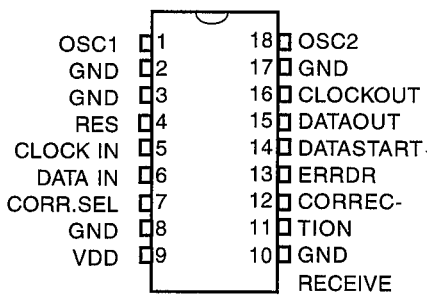 OSC1 1 18 OSC2
GND 2 17 GND
GND 3 16 CLOCKOUT
RES 4 15 DATAOUT
CLOCK IN 5 14 DATASTART-
DATA IN 6 13 ERRDR
CORR.SEL 7 12 CORREC-
GND 8 11 TION
VDD 9 10 GND
RECEIVE